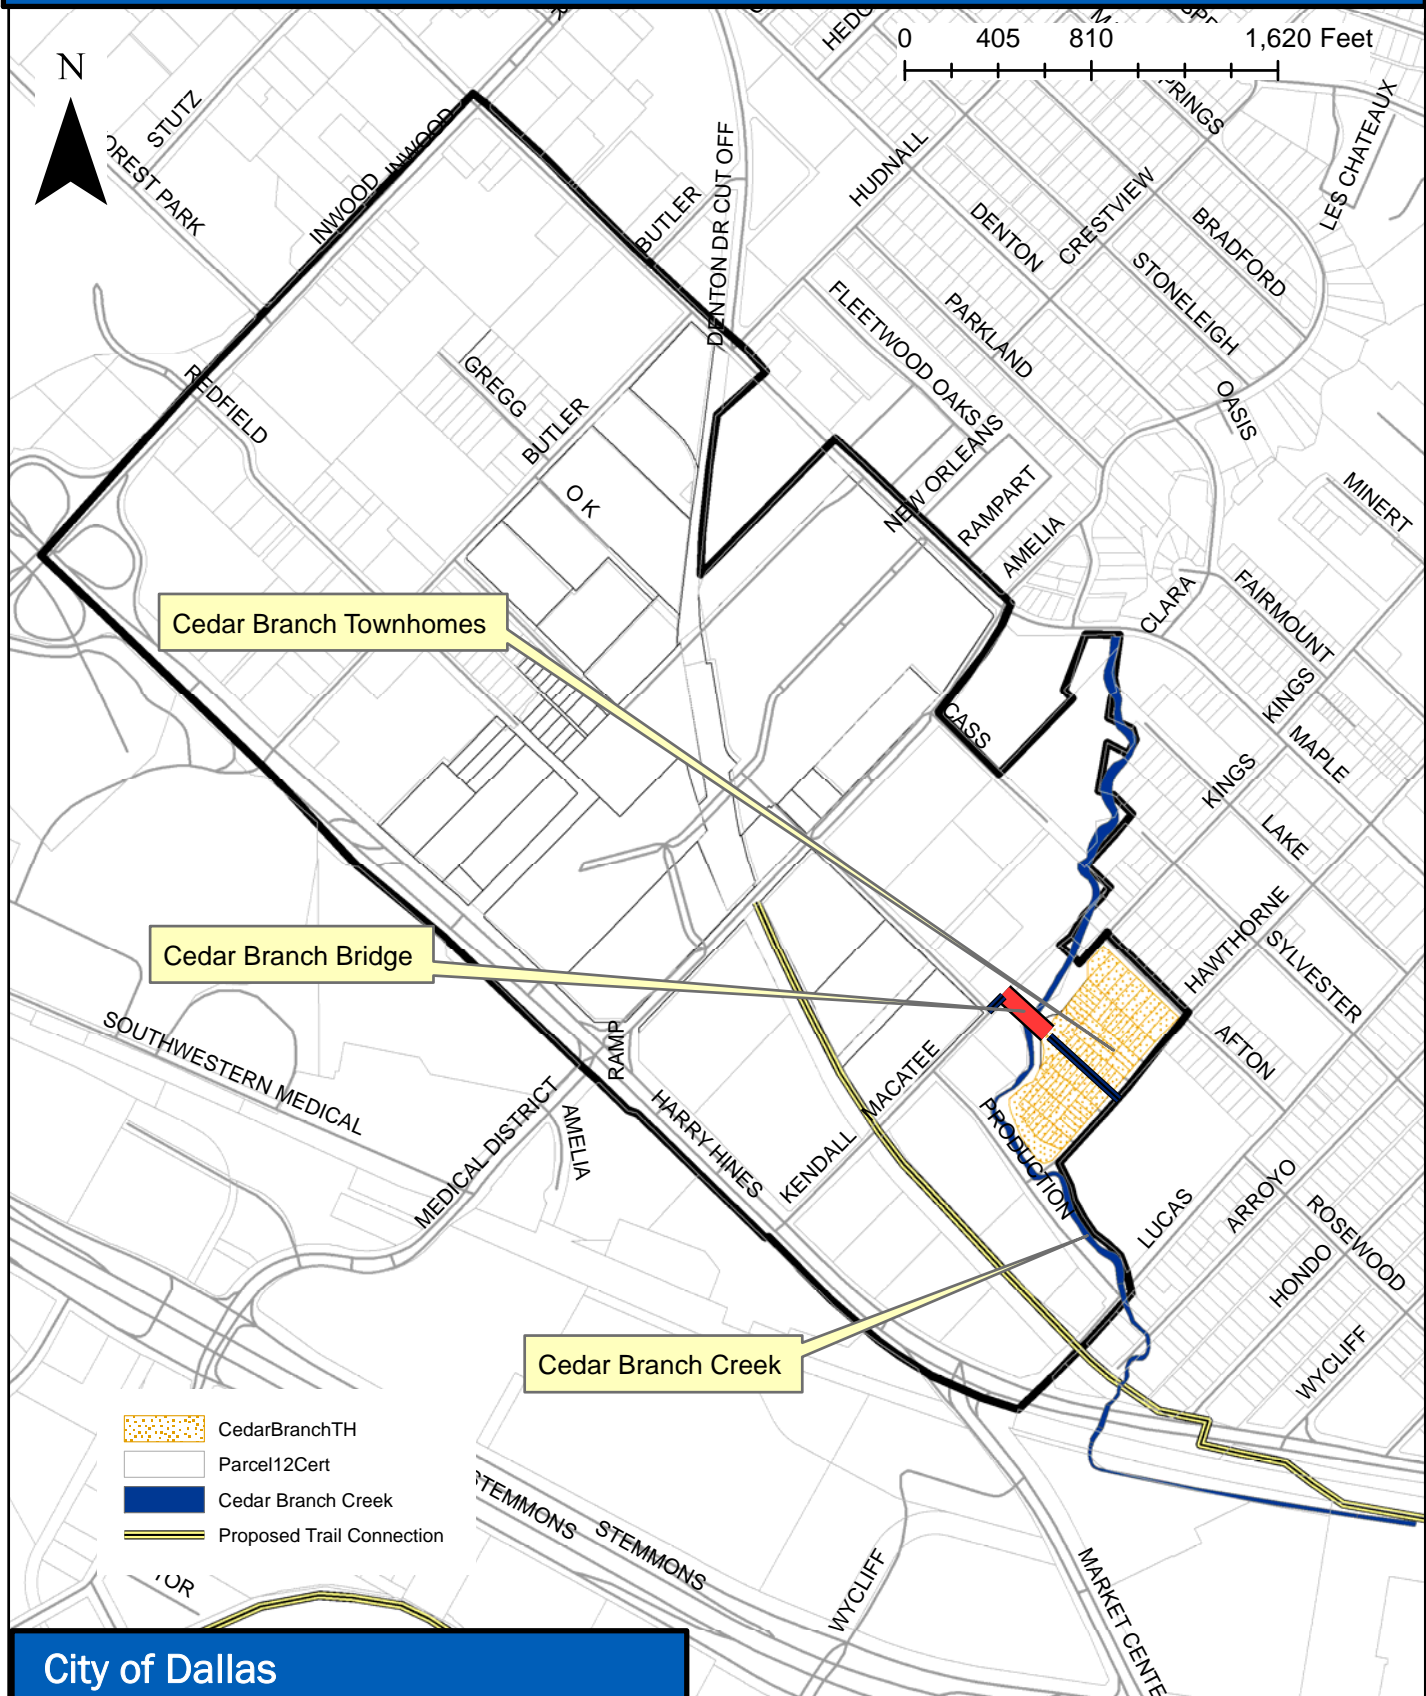 0 405 810 1,620 Feet
N
STUTZ
OREST PARK
INWOOD
INWOOD
BUTLER
DENTON DR CUT OFF
HUDNALL
PRINGS
LES CHATEAUX
DENTON
CRESTVIEW
BRADFORD
STONELEIGH
FLEETWOOD OAKS
PARKLAND
OASIS
REDFIELD
GREGG
BUTLER
O K
NEW ORLEANS
RAMPART
AMELIA
MINERT
CLARA
FAIRMOUNT
Cedar Branch Townhomes
KINGS
MAPLE
CASS
KINGS
LAKE
HAWTHORNE
SYLVESTER
Cedar Branch Bridge
AFTON
SOUTHWESTERN MEDICAL
RAMP
MACATEE
MEDICAL DISTRICT
AMELIA
HARRY HINES
KENDALL
PRODUCTION
LUCAS
ARROYO
ROSEWOOD
HONDO
WYCLIFF
Cedar Branch Creek
CedarBranchTH
Parcel12Cert
Cedar Branch Creek
Proposed Trail Connection
STEMMONS
STEMMONS
WYCLIFF
MARKET CENTE
City of Dallas